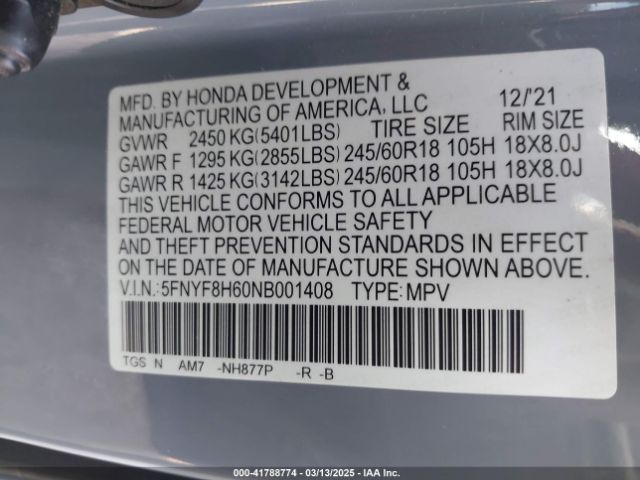 MFD. BY HONDA DEVELOPMENT &
MANUFACTURING OF AMERICA, LLC 12/'21
GVWR 2450 KG(5401LBS) TIRE SIZE RIM SIZE
GAWR F 1295 KG(2855LBS) 245/60R18 105H 18X8.0J
GAWR R 1425 KG(3142LBS) 245/60R18 105H 18X8.0J
THIS VEHICLE CONFORMS TO ALL APPLICABLE
FEDERAL MOTOR VEHICLE SAFETY
AND THEFT PREVENTION STANDARDS IN EFFECT
ON THE DATE OF MANUFACTURE SHOWN ABOVE.
V.I.N.:5FNYF8H60NB001408 TYPE:MPV
TGS N AM7 -NH877P -R -B
000-41788774 — 03/13/2025 — IAA Inc.